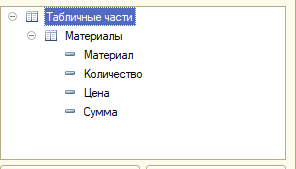 Табличные части
Материалы
Материал
Количество
Цена
Сумма